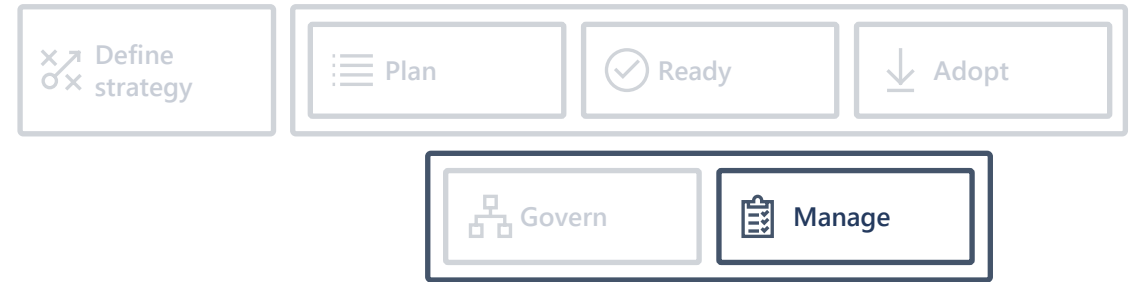 Define
strategy
Plan
Ready
Adopt
Govern
Manage